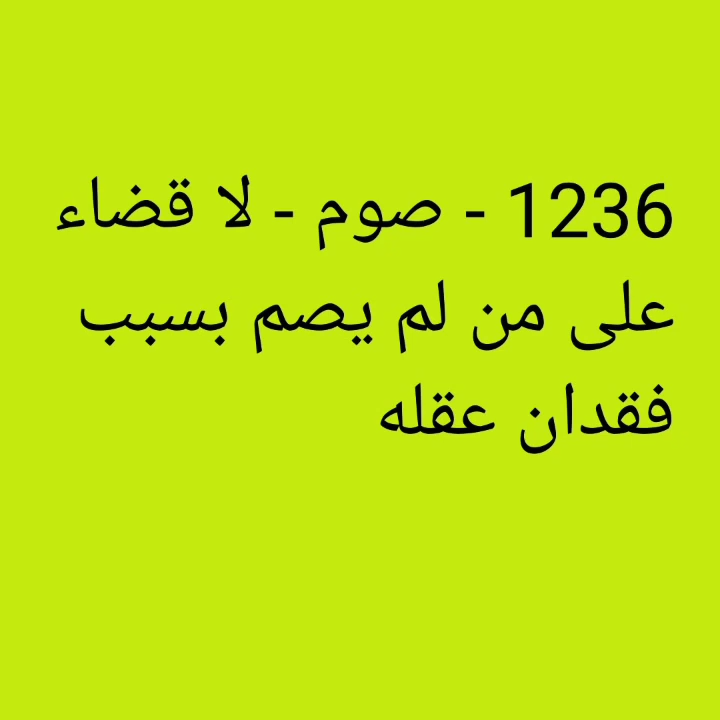 1236 - صوم - لا قضاء
على من لم يصم بسبب
فقدان عقله